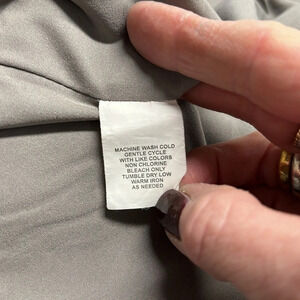 MACHINE WASH COLD
GENTLE CYCLE
WITH LIKE COLORS
NON CHLORINE
BLEACH ONLY
TUMBLE DRY LOW
WARM IRON
AS NEEDED